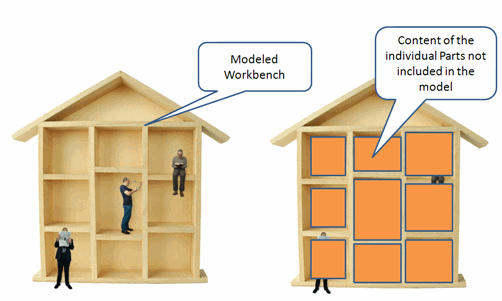 Modeled
Workbench
Content of the
individual Parts not
included in the
model